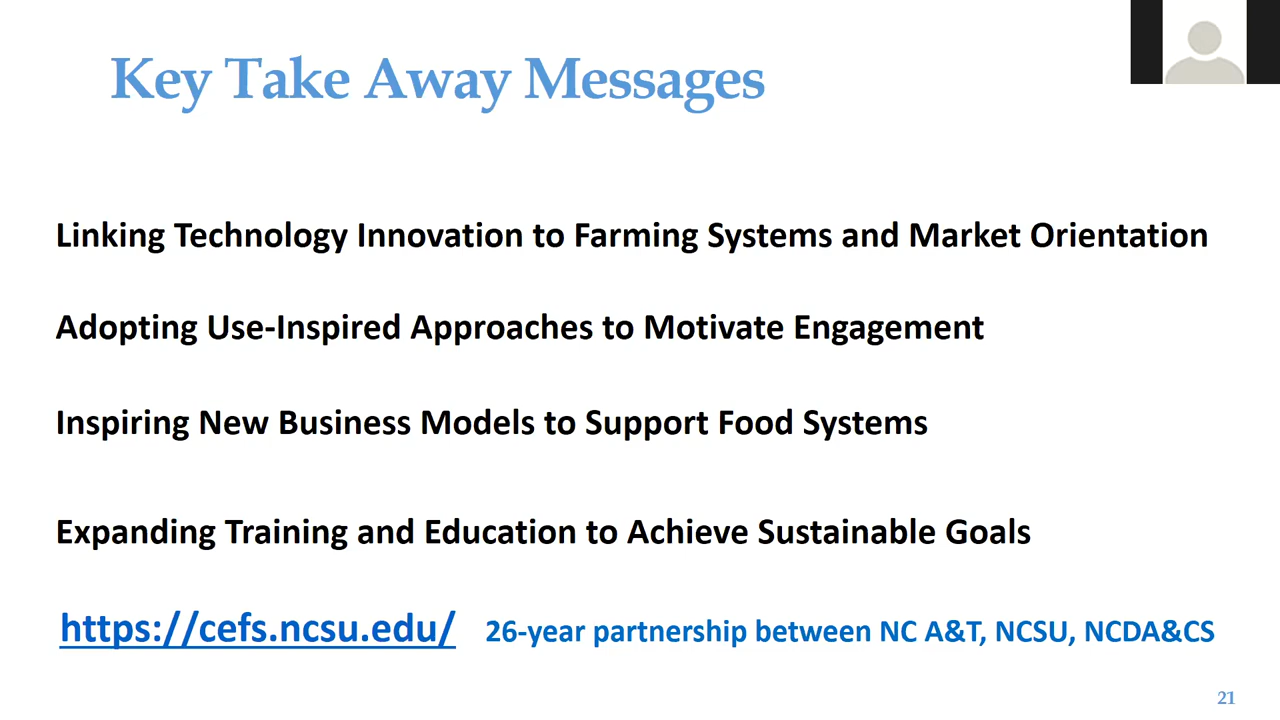 Key Take Away Messages
Linking Technology Innovation to Farming Systems and Market Orientation
Adopting Use-Inspired Approaches to Motivate Engagement
Inspiring New Business Models to Support Food Systems
Expanding Training and Education to Achieve Sustainable Goals
https://cefs.ncsu.edu/ 26-year partnership between NC A&T, NCSU, NCDA&CS
21